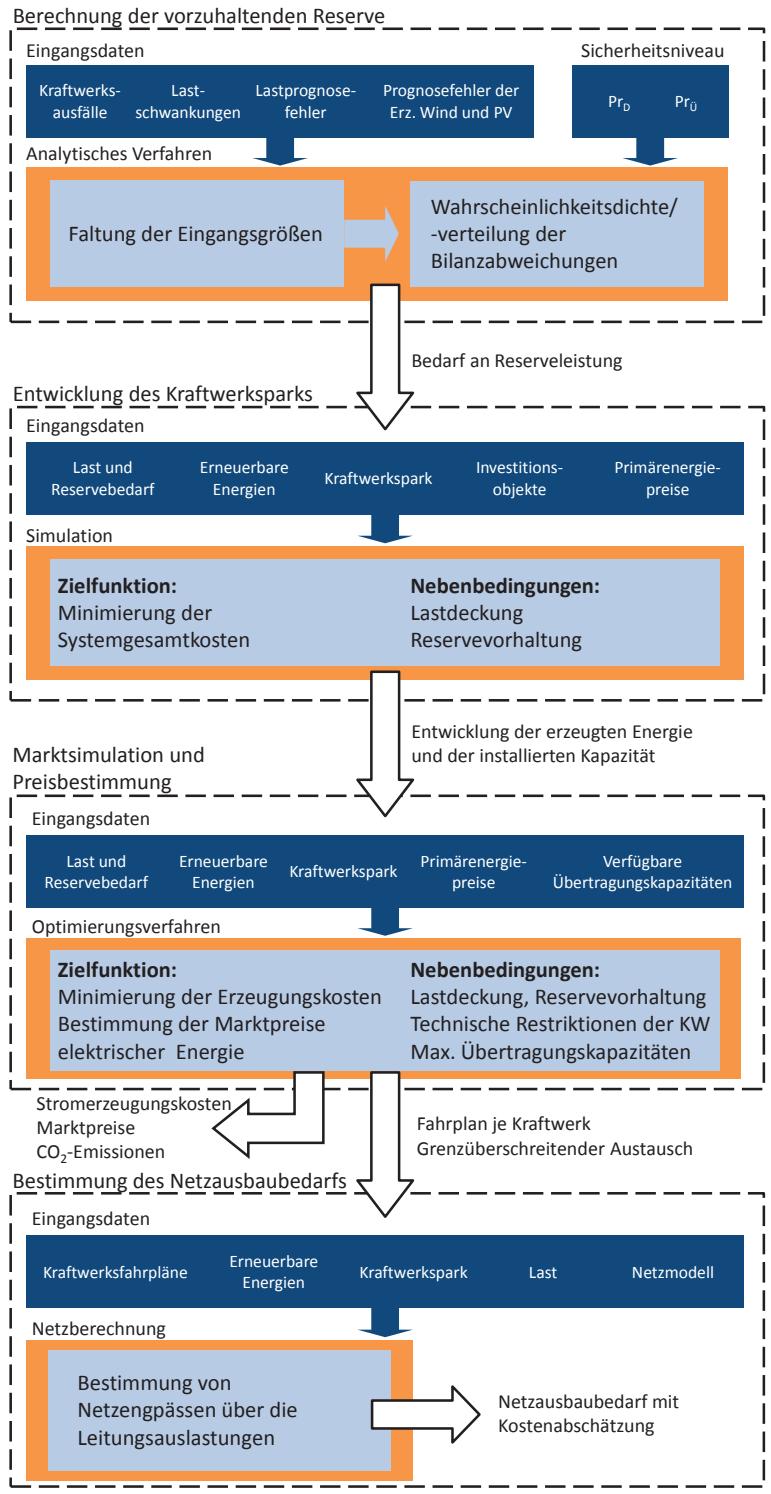 Berechnung der vorzuhaltenden Reserve
Eingangsdaten
Sicherheitsniveau
Kraftwerks-
ausfälle
Last-
schwankungen
Lastprognose-
fehler
Prognosefehler der
Erz. Wind und PV
Pr_D
Pr_Ü
Analytisches Verfahren
Faltung der Eingangsgrößen
Wahrscheinlichkeitsdichte/
-verteilung der
Bilanzabweichungen
Bedarf an Reserveleistung
Entwicklung des Kraftwerksparks
Eingangsdaten
Last und
Reservebedarf
Erneuerbare
Energien
Kraftwerkspark
Investitions-
objekte
Primärenergie-
preise
Simulation
Zielfunktion:
Minimierung der
Systemgesamtkosten
Nebenbedingungen:
Lastdeckung
Reservevorhaltung
Entwicklung der erzeugten Energie
und der installierten Kapazität
Marktsimulation und
Preisbestimmung
Eingangsdaten
Last und
Reservebedarf
Erneuerbare
Energien
Kraftwerkspark
Primärenergie-
preise
Verfügbare
Übertragungskapazitäten
Optimierungsverfahren
Zielfunktion:
Minimierung der Erzeugungskosten
Bestimmung der Marktpreise
elektrischer Energie
Nebenbedingungen:
Lastdeckung, Reservevorhaltung
Technische Restriktionen der KW
Max. Übertragungskapazitäten
Stromerzeugungskosten
Marktpreise
CO₂-Emissionen
Fahrplan je Kraftwerk
Grenzüberschreitender Austausch
Bestimmung des Netzausbaubedarfs
Eingangsdaten
Kraftwerksfahrpläne
Erneuerbare
Energien
Kraftwerkspark
Last
Netzmodell
Netzberechnung
Bestimmung von
Netzengpässen über die
Leitungsauslastungen
Netzausbaubedarf mit
Kostenabschätzung